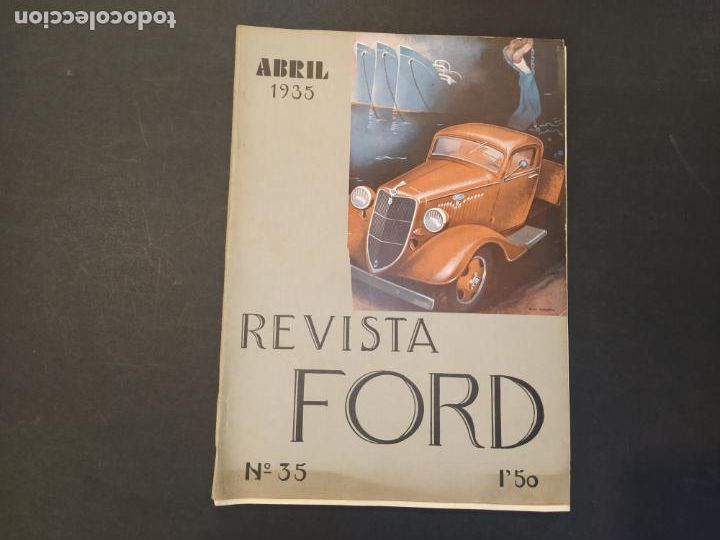 todocoleccion
ABRIL
1935
REVISTA
FORD
Nº 35
1'50